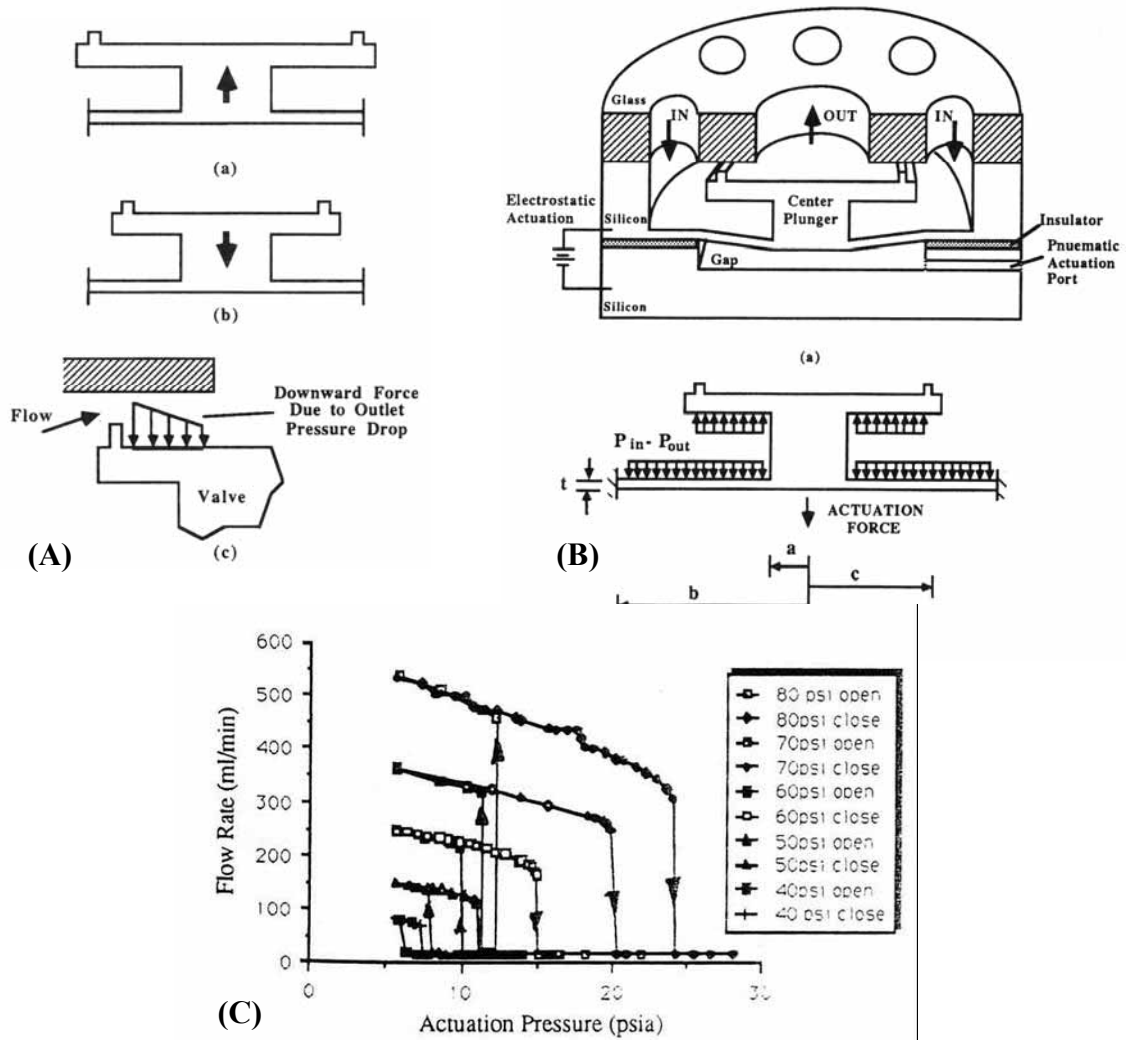 (a)
(b)
Flow
Downward Force
Due to Outlet
Pressure Drop
Valve
(c)
(A)
Glass
IN
OUT
IN
Electrostatic
Actuation
Silicon
Center
Plunger
Insulator
Gap
Pnuematic
Actuation
Port
Silicon
(a)
P in - P out
t
ACTUATION
FORCE
a
c
b
(B)
600
500
400
300
200
100
0
Flow Rate (ml/min)
0
10
20
30
Actuation Pressure (psia)
80 psi open
80psi close
70psi open
70psi close
60psi open
60psi close
50psi open
50psi close
40psi open
40 psi close
(C)